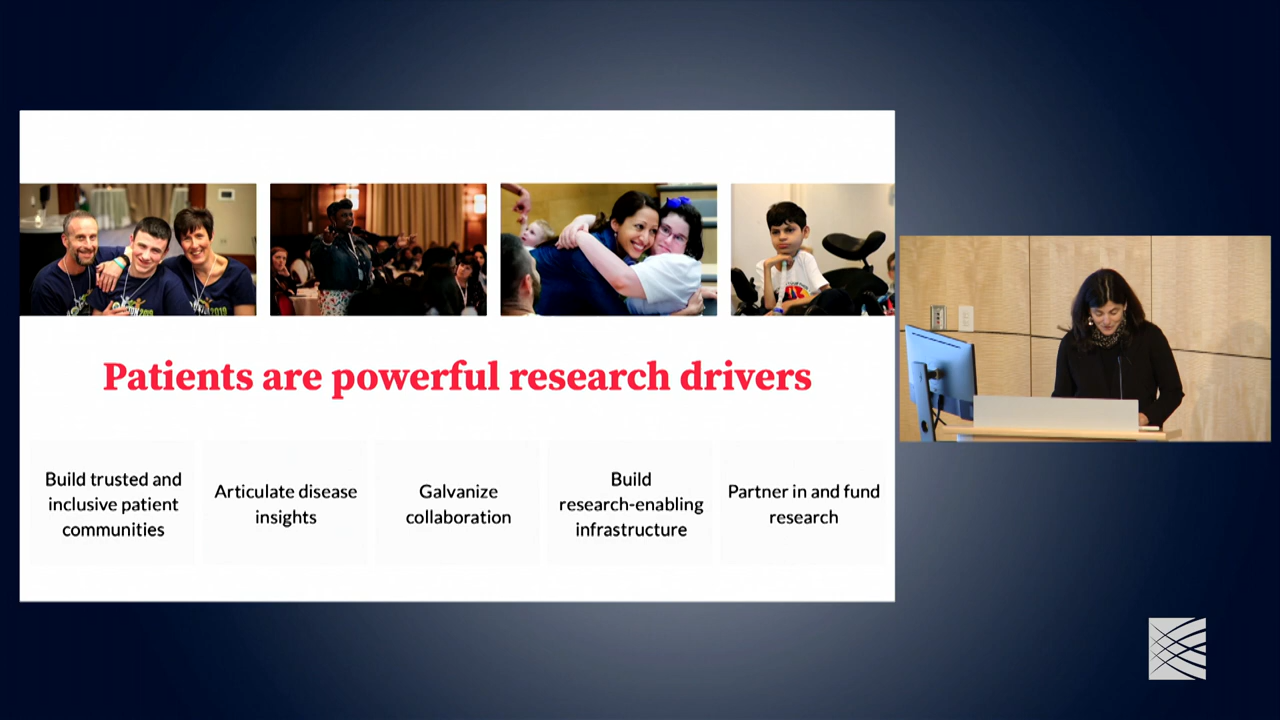 Patients are powerful research drivers
Build trusted and
inclusive patient
communities
Articulate disease
insights
Galvanize
collaboration
Build
research-enabling
infrastructure
Partner in and fund
research